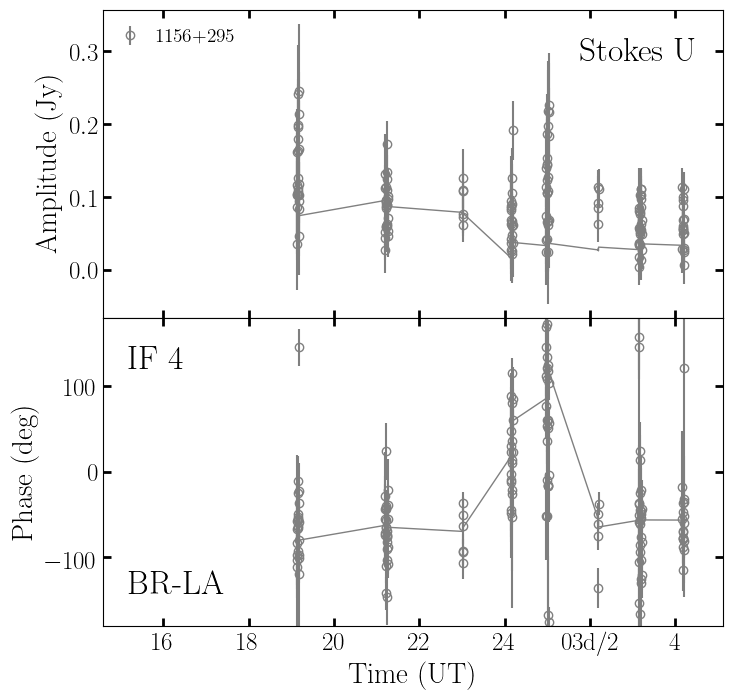 1156+295
Stokes U
0.3
0.2
0.1
0.0
Amplitude (Jy)
IF 4
100
0
−100
Phase (deg)
BR-LA
16 18 20 22 24 03d/2 4
Time (UT)